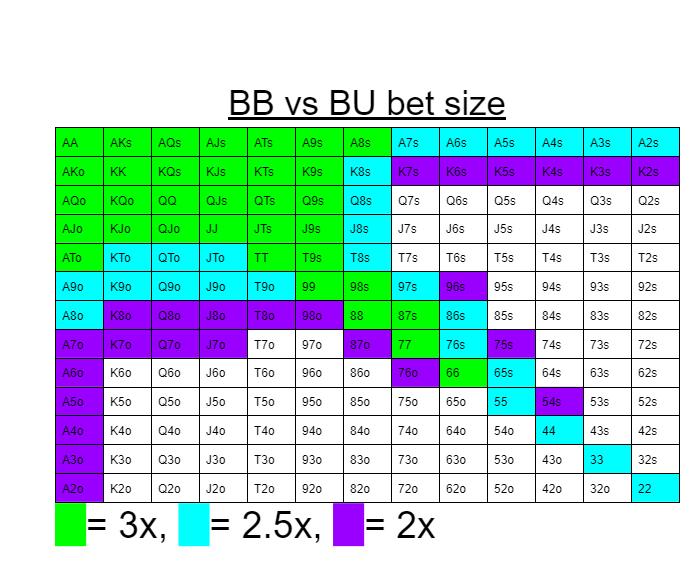 BB vs BU bet size
AA AKs AQs AJs ATs A9s A8s A7s A6s A5s A4s A3s A2s
AKo KK KQs KJs KTs K9s K8s K7s K6s K5s K4s K3s K2s
AQo KQo QQ QJs QTs Q9s Q8s Q7s Q6s Q5s Q4s Q3s Q2s
AJo KJo QJo JJ JTs J9s J8s J7s J6s J5s J4s J3s J2s
ATo KTo QTo JTo TT T9s T8s T7s T6s T5s T4s T3s T2s
A9o K9o Q9o J9o T9o 99 98s 97s 96s 95s 94s 93s 92s
A8o K8o Q8o J8o T8o 98o 88 87s 86s 85s 84s 83s 82s
A7o K7o Q7o J7o T7o 97o 87o 77 76s 75s 74s 73s 72s
A6o K6o Q6o J6o T6o 96o 86o 76o 66 65s 64s 63s 62s
A5o K5o Q5o J5o T5o 95o 85o 75o 65o 55 54s 53s 52s
A4o K4o Q4o J4o T4o 94o 84o 74o 64o 54o 44 43s 42s
A3o K3o Q3o J3o T3o 93o 83o 73o 63o 53o 43o 33 32s
A2o K2o Q2o J2o T2o 92o 82o 72o 62o 52o 42o 32o 22
= 3x, = 2.5x, = 2x